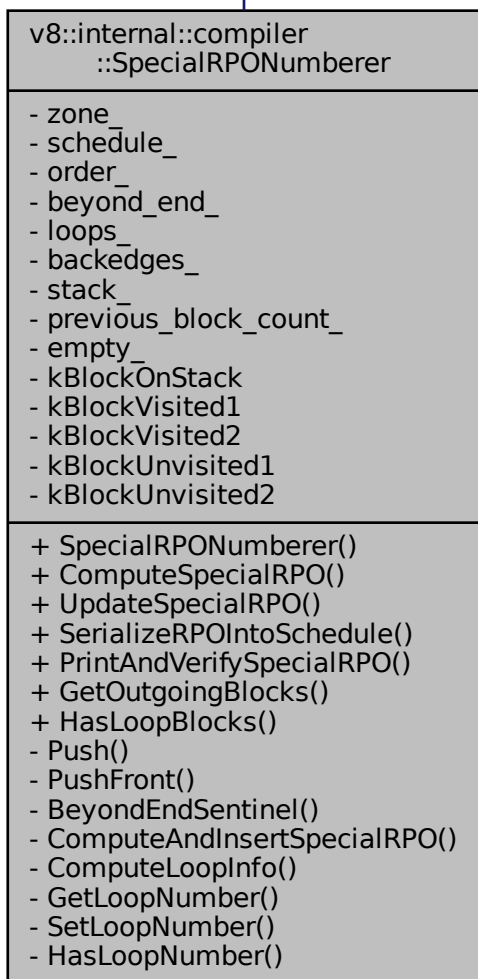 v8::internal::compiler
::SpecialRPONumberer
- zone_
- schedule_
- order_
- beyond_end_
- loops_
- backedges_
- stack_
- previous_block_count_
- empty_
- kBlockOnStack
- kBlockVisited1
- kBlockVisited2
- kBlockUnvisited1
- kBlockUnvisited2
+ SpecialRPONumberer()
+ ComputeSpecialRPO()
+ UpdateSpecialRPO()
+ SerializeRPOIntoSchedule()
+ PrintAndVerifySpecialRPO()
+ GetOutgoingBlocks()
+ HasLoopBlocks()
- Push()
- PushFront()
- BeyondEndSentinel()
- ComputeAndInsertSpecialRPO()
- ComputeLoopInfo()
- GetLoopNumber()
- SetLoopNumber()
- HasLoopNumber()